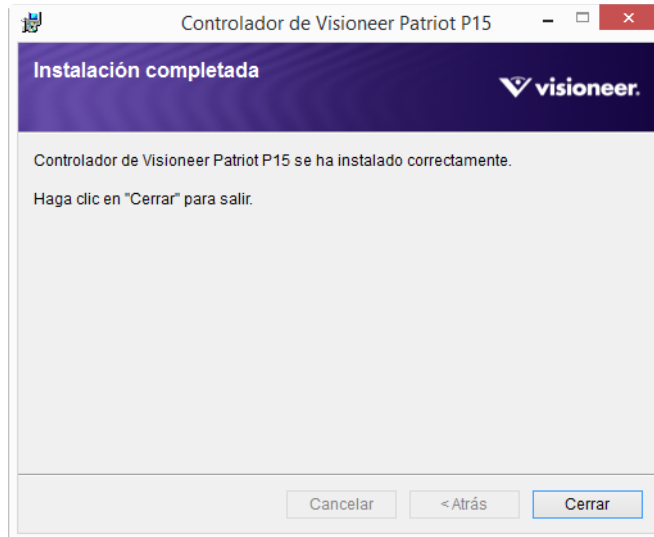 Controlador de Visioneer Patriot P15
Instalación completada
visioneer.
Controlador de Visioneer Patriot P15 se ha instalado correctamente.
Haga clic en "Cerrar" para salir.
Cancelar
< Atrás
Cerrar